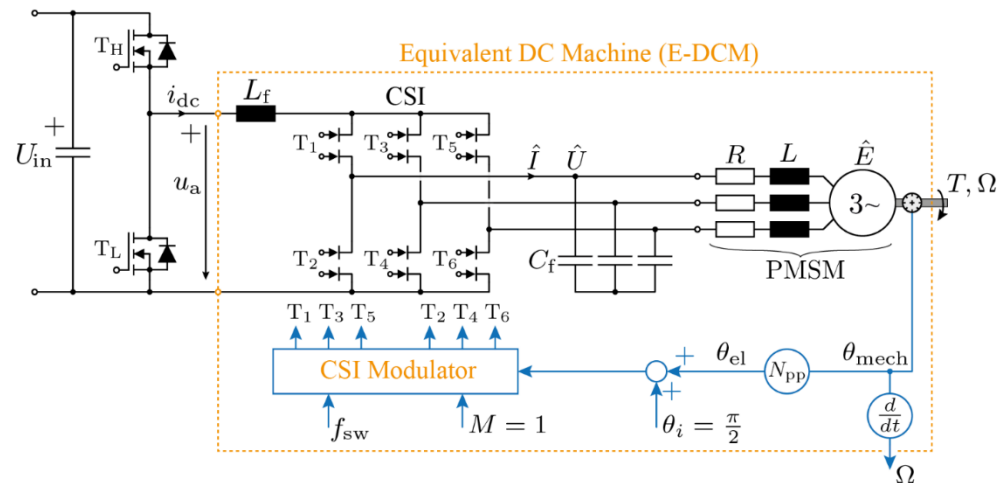 Equivalent DC Machine (E-DCM)
T_H
i_dc
L_f
CSI
+
+
T_1
T_3
T_5
Î
Û
R
L
Ê
U_in
u_a
3~
T, Ω
T_L
T_2
T_4
T_6
C_f
PMSM
T_1 T_3 T_5 T_2 T_4 T_6
CSI Modulator
+
+
θ_el
N_pp
θ_mech
f_sw
M = 1
θ_i = π/2
d/dt
Ω